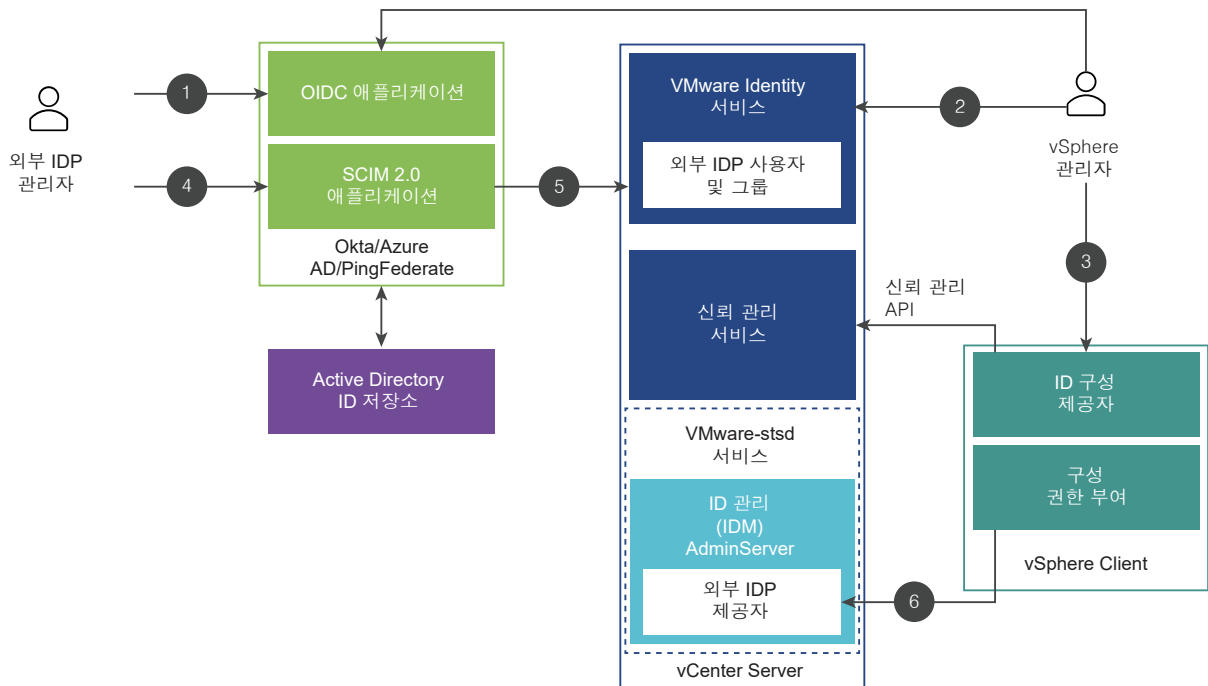 OIDC 애플리케이션
SCIM 2.0
애플리케이션
Okta/Azure
AD/PingFederate
Active Directory
ID 저장소
외부 IDP
관리자
1
4
5
VMware Identity
서비스
외부 IDP 사용자
및 그룹
신뢰 관리
서비스
VMware-stsd
서비스
ID 관리
(IDM)
AdminServer
외부 IDP
제공자
vCenter Server
2
vSphere
관리자
3
신뢰 관리
API
ID 구성
제공자
구성
권한 부여
vSphere Client
6